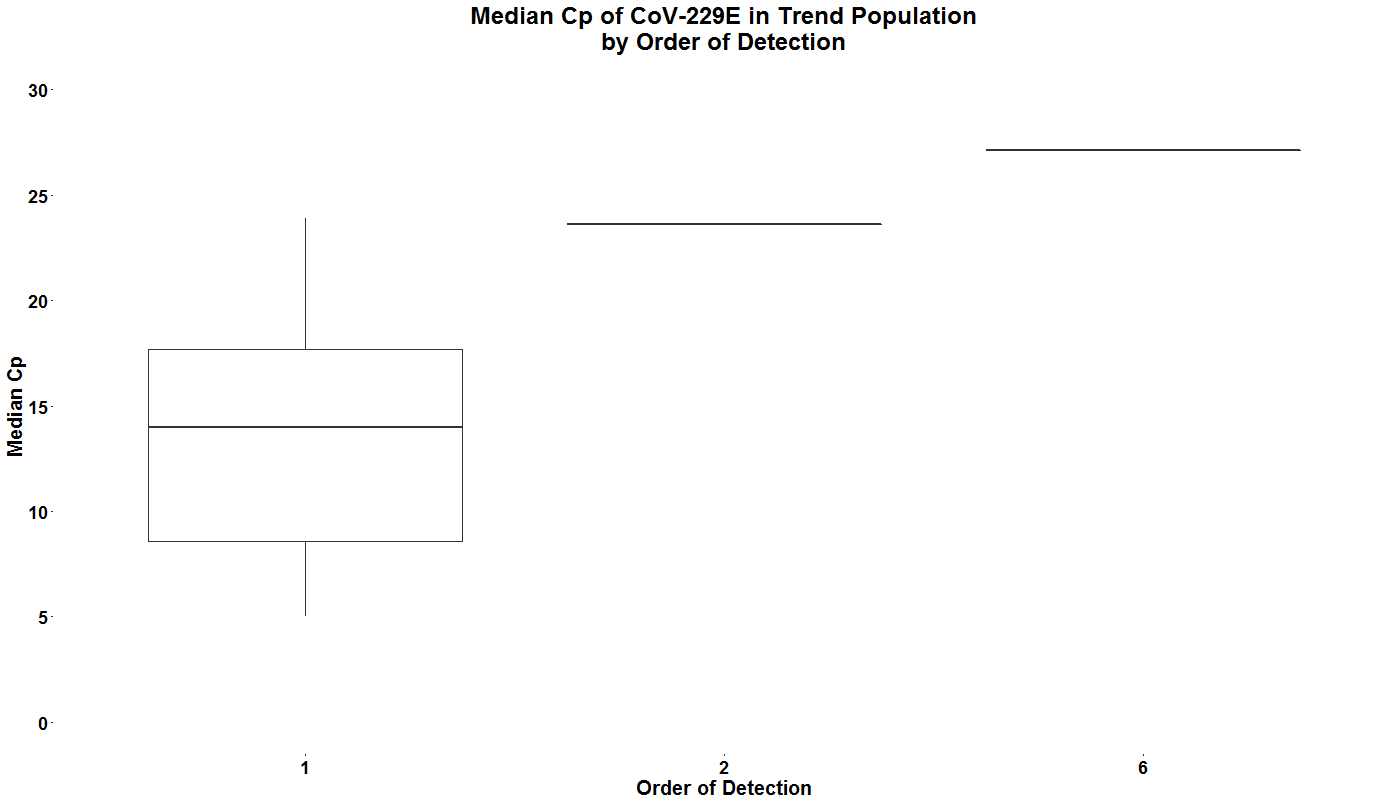 Median Cp of CoV-229E in Trend Population
by Order of Detection
30
25
20
15
10
5
0
Median Cp
1 2 6
Order of Detection